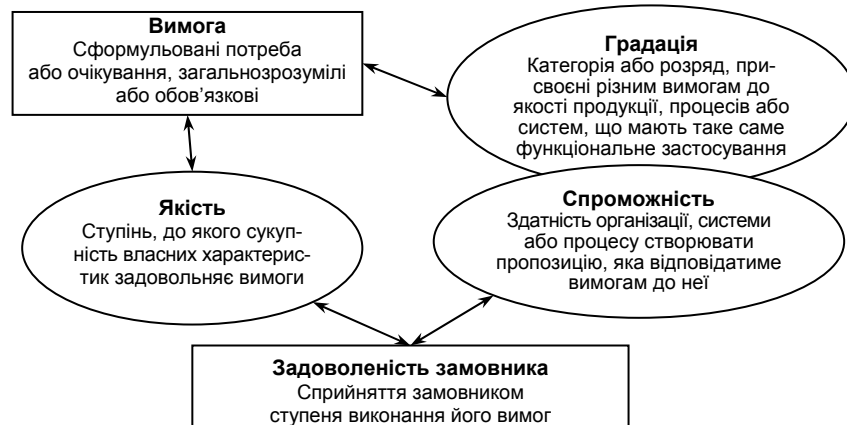 Вимога
Сформульовані потреба
або очікування, загальнозрозумілі
або обов’язкові
Градація
Категорія або розряд, при-
своєні різним вимогам до
якості продукції, процесів або
систем, що мають таке саме
функціональне застосування
Якість
Ступінь, до якого сукуп-
ність власних характерис-
тик задовольняє вимоги
Спроможність
Здатність організації, системи
або процесу створювати
пропозицію, яка відповідатиме
вимогам до неї
Задоволеність замовника
Сприйняття замовником
ступеня виконання його вимог